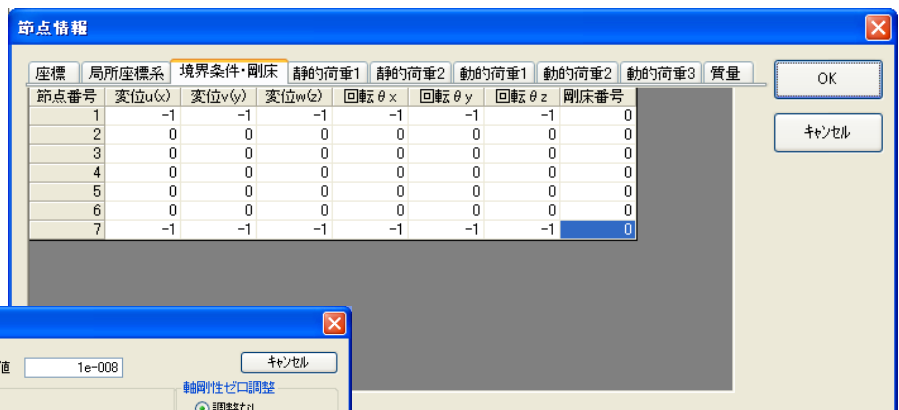 節点情報
座標 局所座標系 境界条件・剛床 静的荷重1 静的荷重2 動的荷重1 動的荷重2 動的荷重3 質量
OK
キャンセル
節点番号 変位u(x) 変位v(y) 変位w(z) 回転θx 回転θy 回転θz 剛床番号
1 -1 -1 -1 -1 -1 -1 0
2 0 0 0 0 0 0 0
3 0 0 0 0 0 0 0
4 0 0 0 0 0 0 0
5 0 0 0 0 0 0 0
6 0 0 0 0 0 0 0
7 -1 -1 -1 -1 -1 -1 0
値 1e-008
キャンセル
軸剛性ゼロ調整
調整なし